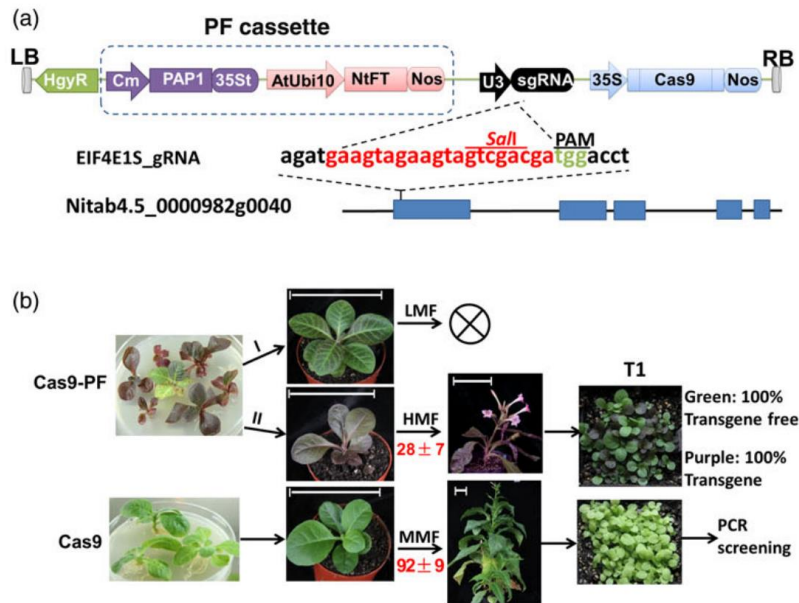 (a)
PF cassette
LB
RB
HgyR Cm PAP1 35St AtUbi10 NtFT Nos U3 sgRNA 35S Cas9 Nos
SalI PAM
EIF4E1S_gRNA agatgaagtagaagtagtcgacgatggacct
Nitab4.5_0000982g0040
(b)
LMF
I
T1
Cas9-PF
Green: 100%
Transgene free
II
HMF
28±7
Purple: 100%
Transgene
Cas9
MMF
92±9
PCR
screening